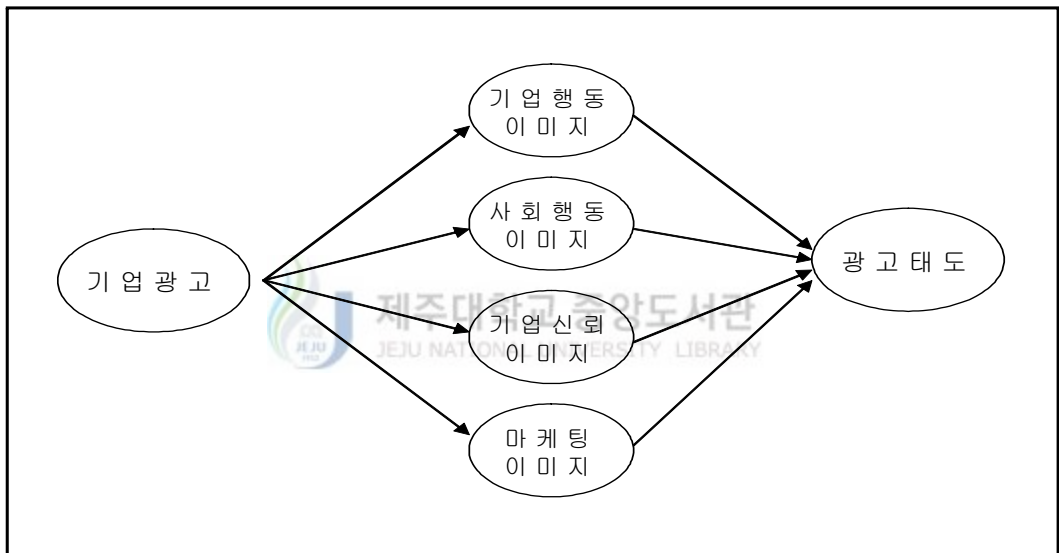 기업행동
이미지
사회행동
이미지
기업광고
광고태도
제주대학교 중앙도서관
JEJU NATIONAL UNIVERSITY LIBRARY
JEJU
1952
기업신뢰
이미지
마케팅
이미지